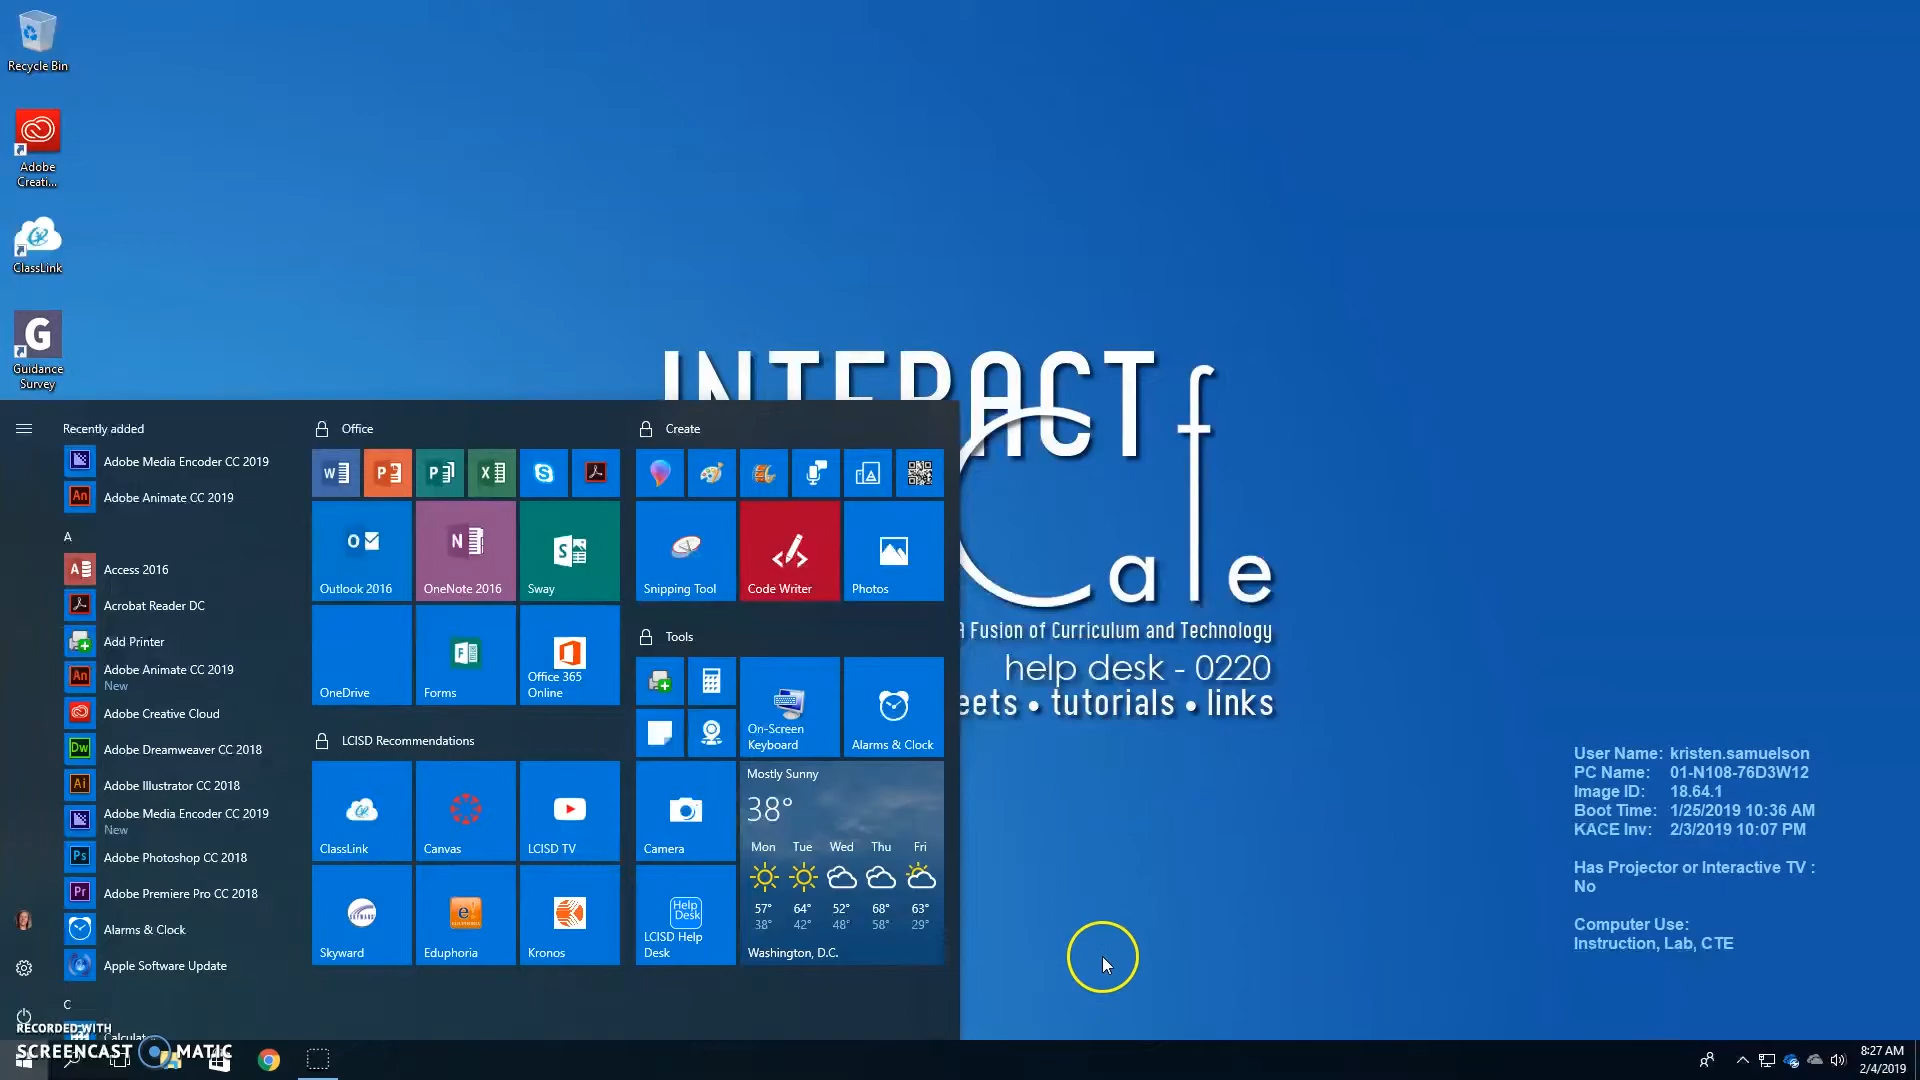 Recycle Bin
Adobe
Creati...
ClassLink
G
Guidance
Survey
INTERACT
Cafe
A Fusion of Curriculum and Technology
help desk - 0220
eets • tutorials • links
Recently added
Adobe Media Encoder CC 2019
An
Adobe Animate CC 2019
A
Access 2016
Acrobat Reader DC
Add Printer
An
Adobe Animate CC 2019
New
Adobe Creative Cloud
Dw
Adobe Dreamweaver CC 2018
Ai
Adobe Illustrator CC 2018
Adobe Media Encoder CC 2019
New
Ps
Adobe Photoshop CC 2018
Pr
Adobe Premiere Pro CC 2018
Alarms & Clock
Apple Software Update
C
Office
Outlook 2016
OneNote 2016
Sway
OneDrive
Forms
Office 365
Online
LCISD Recommendations
ClassLink
Canvas
LCISD TV
Skyward
Eduphoria
Kronos
Create
Snipping Tool
Code Writer
Photos
Tools
On-Screen
Keyboard
Alarms & Clock
Camera
Help
Desk
LCISD Help
Desk
Mostly Sunny
38°
Mon Tue Wed Thu Fri
57° 64° 52° 68° 63°
38° 42° 48° 58° 29°
Washington, D.C.
User Name: kristen.samuelson
PC Name: 01-N108-76D3W12
Image ID: 18.64.1
Boot Time: 1/25/2019 10:36 AM
KACE Inv: 2/3/2019 10:07 PM
Has Projector or Interactive TV :
No
Computer Use:
Instruction, Lab, CTE
RECORDED WITH
SCREENCAST MATIC
8:27 AM
2/4/2019